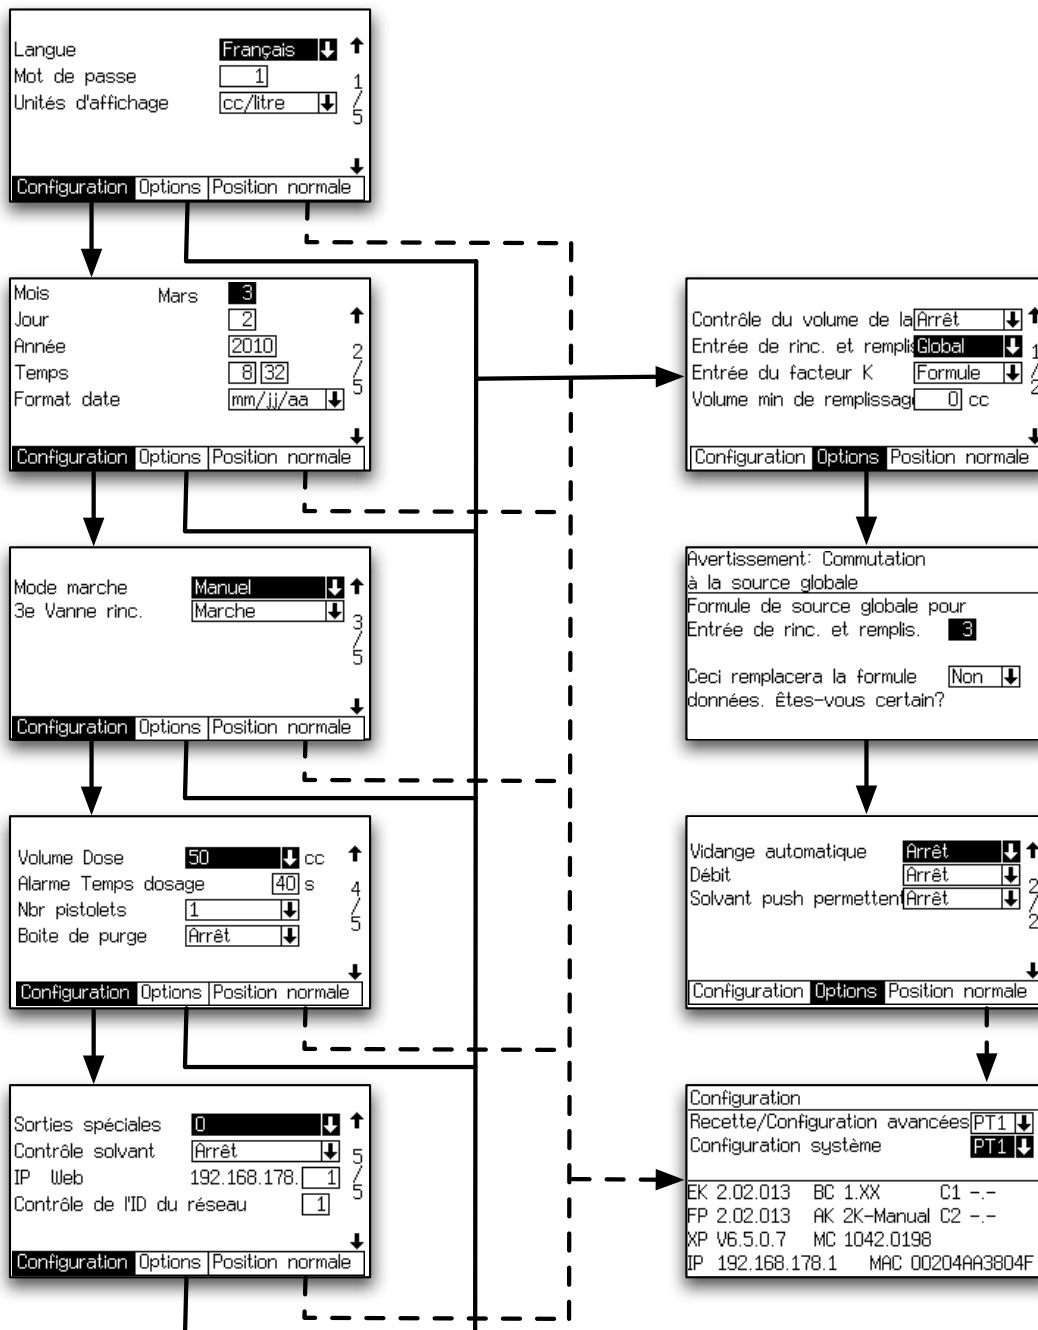 Langue Français
Mot de passe 1
Unités d'affichage cc/litre
1/5
Configuration Options Position normale
Mois Mars 3
Jour 2
Année 2010
Temps 8 32
Format date mm/jj/aa
2/5
Configuration Options Position normale
Mode marche Manuel
3e Vanne rinc. Marche
3/5
Configuration Options Position normale
Volume Dose 50 cc
Alarme Temps dosage 40 s
Nbr pistolets 1
Boite de purge Arrêt
4/5
Configuration Options Position normale
Sorties spéciales 0
Contrôle solvant Arrêt
IP Web 192.168.178. 1
Contrôle de l'ID du réseau 1
5/5
Configuration Options Position normale
Contrôle du volume de la Arrêt
Entrée de rinc. et remplis Global
Entrée du facteur K Formule
Volume min de remplissag 0 cc
1/2
Configuration Options Position normale
Avertissement: Commutation
à la source globale
Formule de source globale pour
Entrée de rinc. et remplis. 3
Ceci remplacera la formule Non
données. Êtes-vous certain?
Vidange automatique Arrêt
Débit Arrêt
Solvant push permetten Arrêt
2/2
Configuration Options Position normale
Configuration
Recette/Configuration avancées PT1
Configuration système PT1
EK 2.02.013 BC 1.XX C1 -.-
FP 2.02.013 AK 2K-Manual C2 -.-
XP V6.5.0.7 MC 1042.0198
IP 192.168.178.1 MAC 00204AA3804F